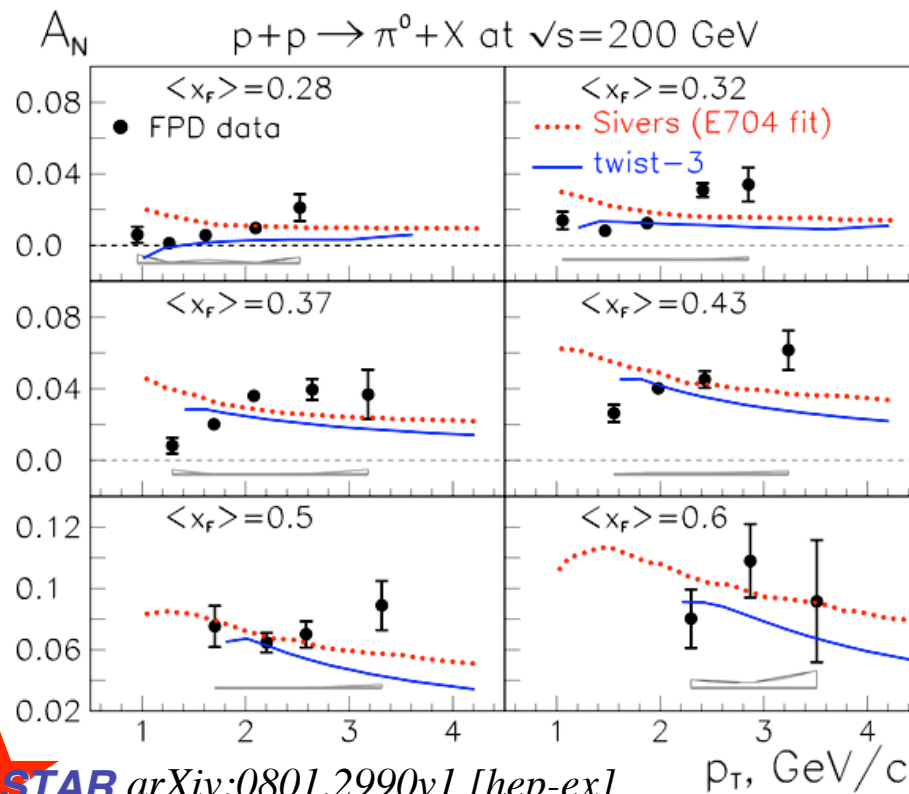 A_N p+p → π⁰+X at √s=200 GeV
<x_F>=0.28 <x_F>=0.32
0.08
● FPD data Sivers (E704 fit)
twist-3
0.04
0.0
<x_F>=0.37 <x_F>=0.43
0.08
0.04
0.0
<x_F>=0.5 <x_F>=0.6
0.12
0.1
0.06
0.02
1 2 3 4 1 2 3 4
STAR arXiv:0801.2990v1 [hep-ex] p_T, GeV/c